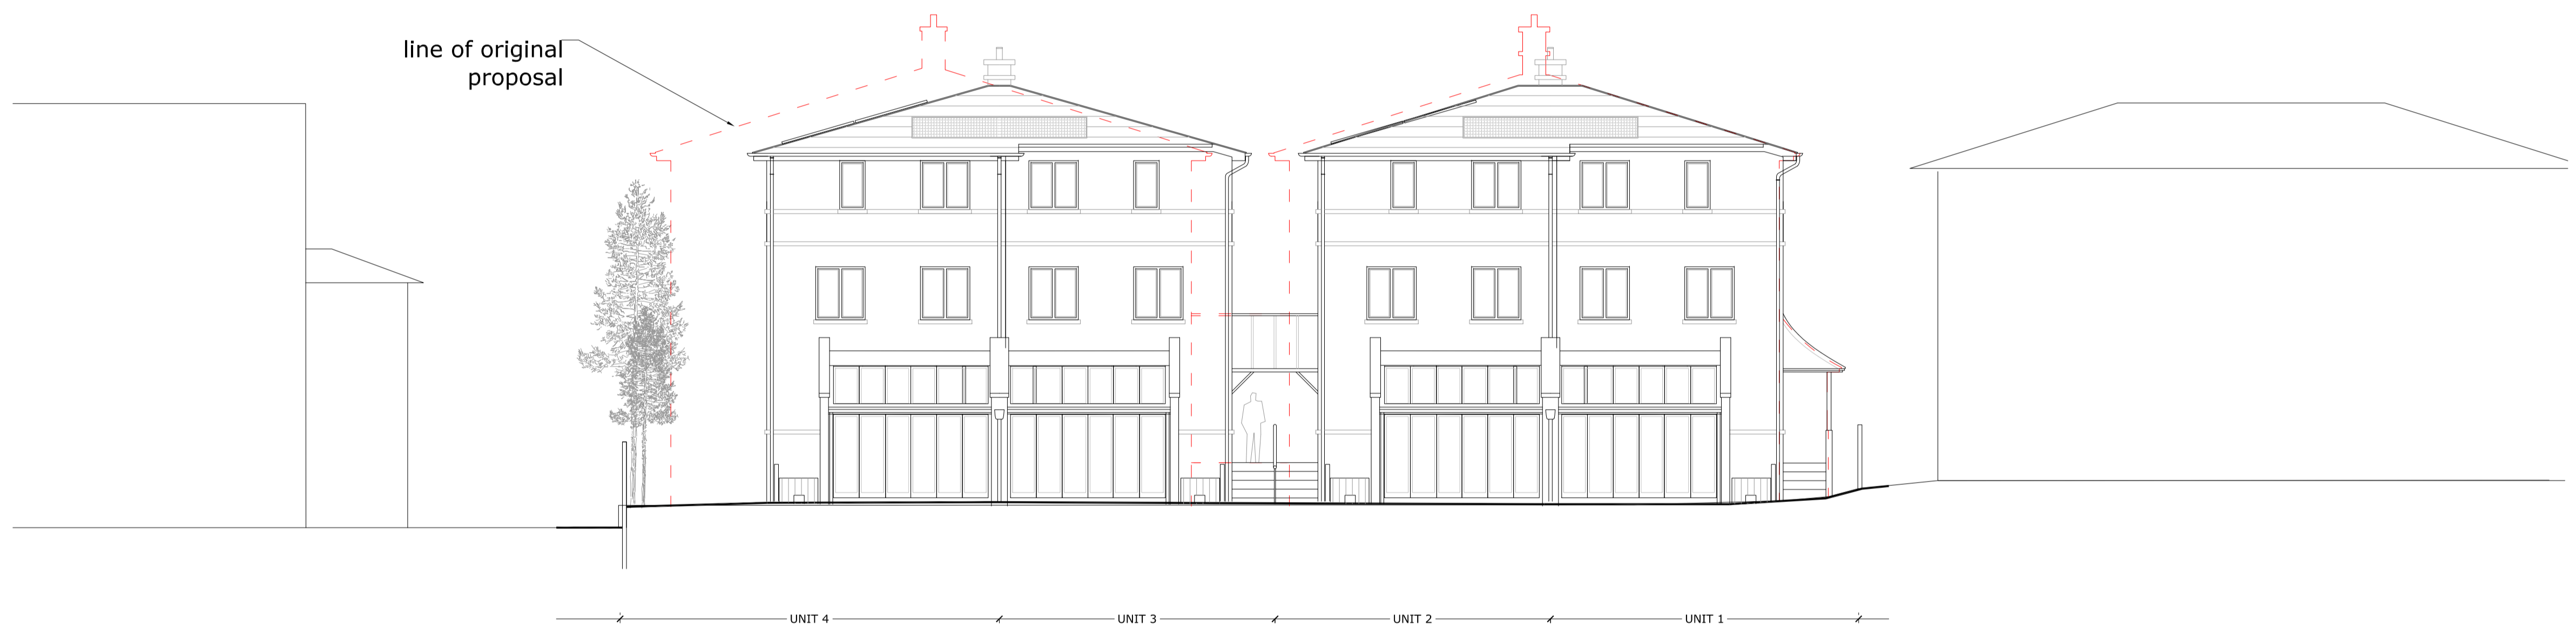 line of original
proposal
UNIT 4
UNIT 3
UNIT 2
UNIT 1